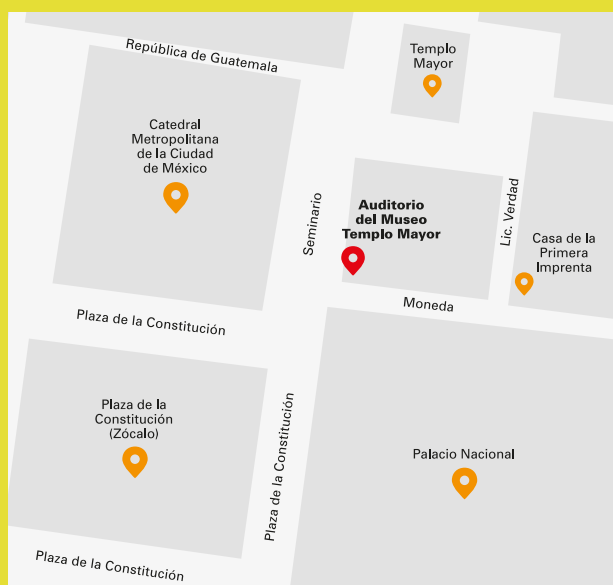 República de Guatemala
Templo
Mayor
Catedral
Metropolitana
de la Ciudad
de México
Seminario
Auditorio
del Museo
Templo Mayor
Lic. Verdad
Casa de la
Primera
Imprenta
Moneda
Plaza de la Constitución
Plaza de la
Constitución
(Zócalo)
Plaza de la Constitución
Palacio Nacional
Plaza de la Constitución